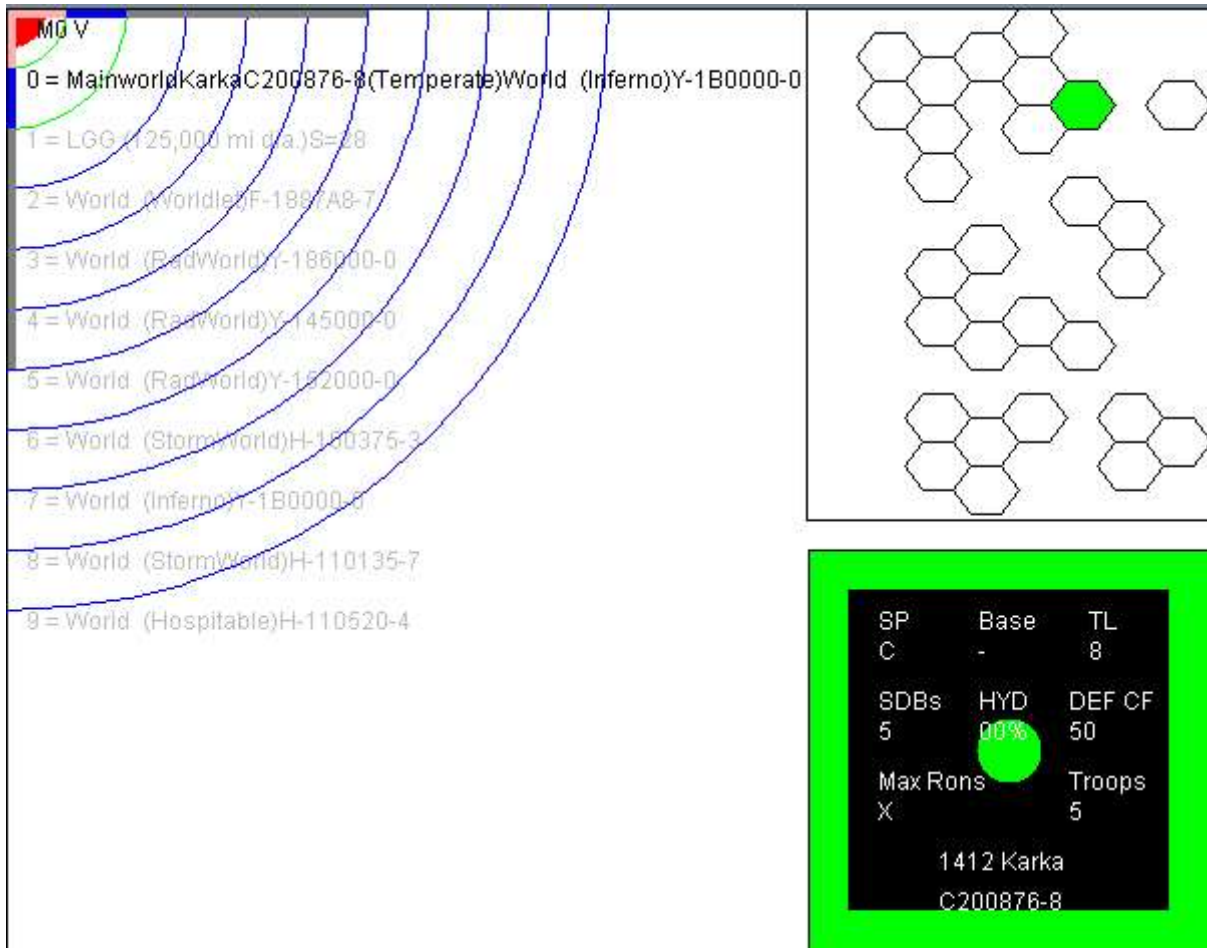 M0 V
0 = MainworldKarkaC200876-8(Temperate)World (Inferno)Y-1B0000-0
1 = LGG (125,000 mi dia.)S=28
2 = World (Worldlet)F-1997A8-7
3 = World (RadWorld)Y-186000-0
4 = World (RadWorld)Y-145000-0
5 = World (RadWorld)Y-152000-0
6 = World (StormWorld)H-100375-3
7 = World (Inferno)Y-1B0000-0
8 = World (StormWorld)H-110135-7
9 = World (Hospitable)H-110520-4
SP Base TL
C - 8
SDBs HYD DEF CF
5 00% 50
Max Rons Troops
X 5
1412 Karka
C200876-8